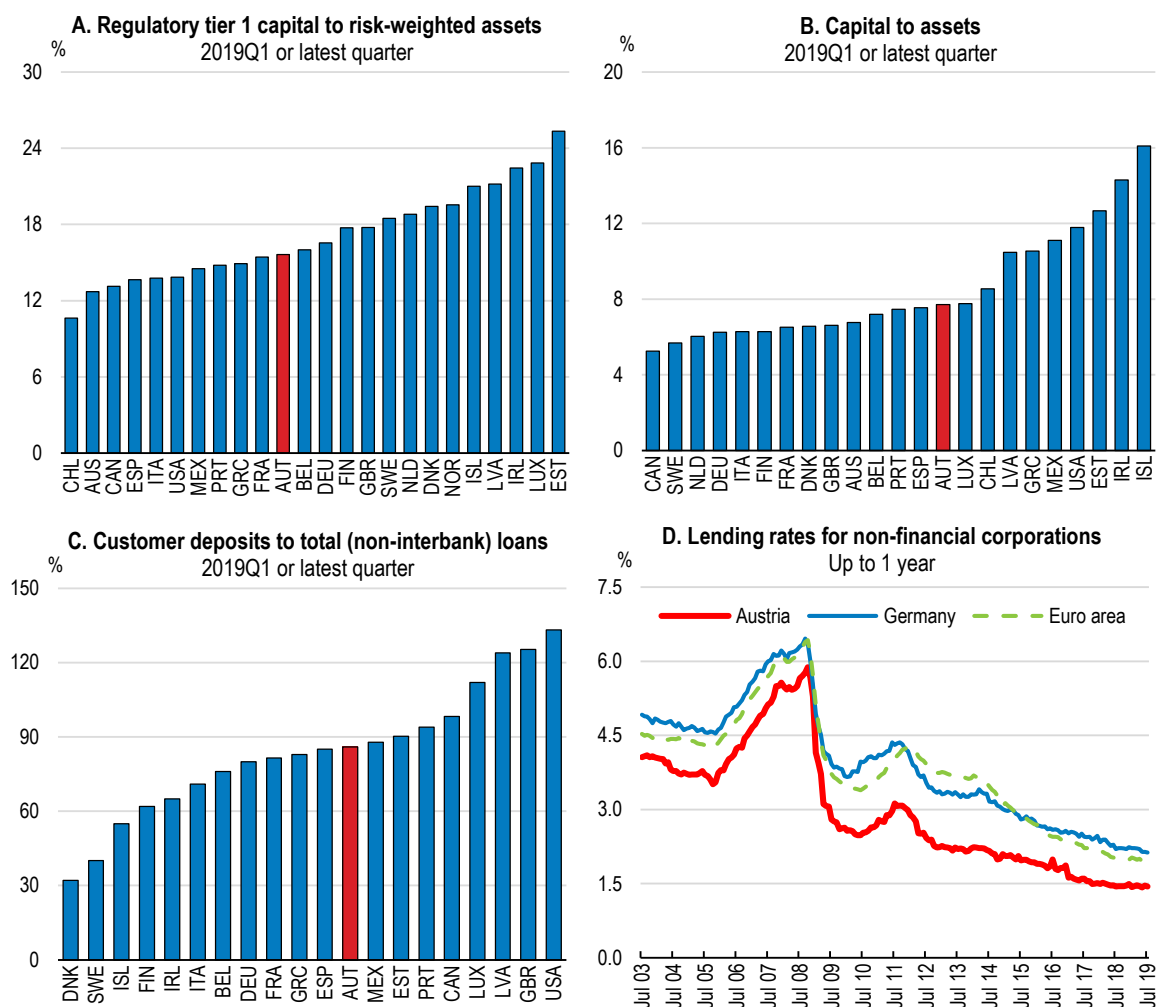 A. Regulatory tier 1 capital to risk-weighted assets
2019Q1 or latest quarter
%
30
24
18
12
6
0
CHL
AUS
CAN
ESP
ITA
USA
MEX
PRT
GRC
FRA
AUT
BEL
DEU
FIN
GBR
SWE
NLD
DNK
NOR
ISL
LVA
IRL
LUX
EST
B. Capital to assets
2019Q1 or latest quarter
%
20
16
12
8
4
0
CAN
SWE
NLD
DEU
ITA
FIN
FRA
DNK
GBR
AUS
BEL
PRT
ESP
AUT
LUX
CHL
LVA
GRC
MEX
USA
EST
IRL
ISL
C. Customer deposits to total (non-interbank) loans
2019Q1 or latest quarter
%
150
120
90
60
30
0
DNK
SWE
ISL
FIN
IRL
ITA
BEL
DEU
FRA
GRC
ESP
AUT
MEX
EST
PRT
CAN
LUX
LVA
GBR
USA
D. Lending rates for non-financial corporations
Up to 1 year
%
7.5
6.0
4.5
3.0
1.5
0.0
Austria
Germany
Euro area
Jul 03
Jul 04
Jul 05
Jul 06
Jul 07
Jul 08
Jul 09
Jul 10
Jul 11
Jul 12
Jul 13
Jul 14
Jul 15
Jul 16
Jul 17
Jul 18
Jul 19